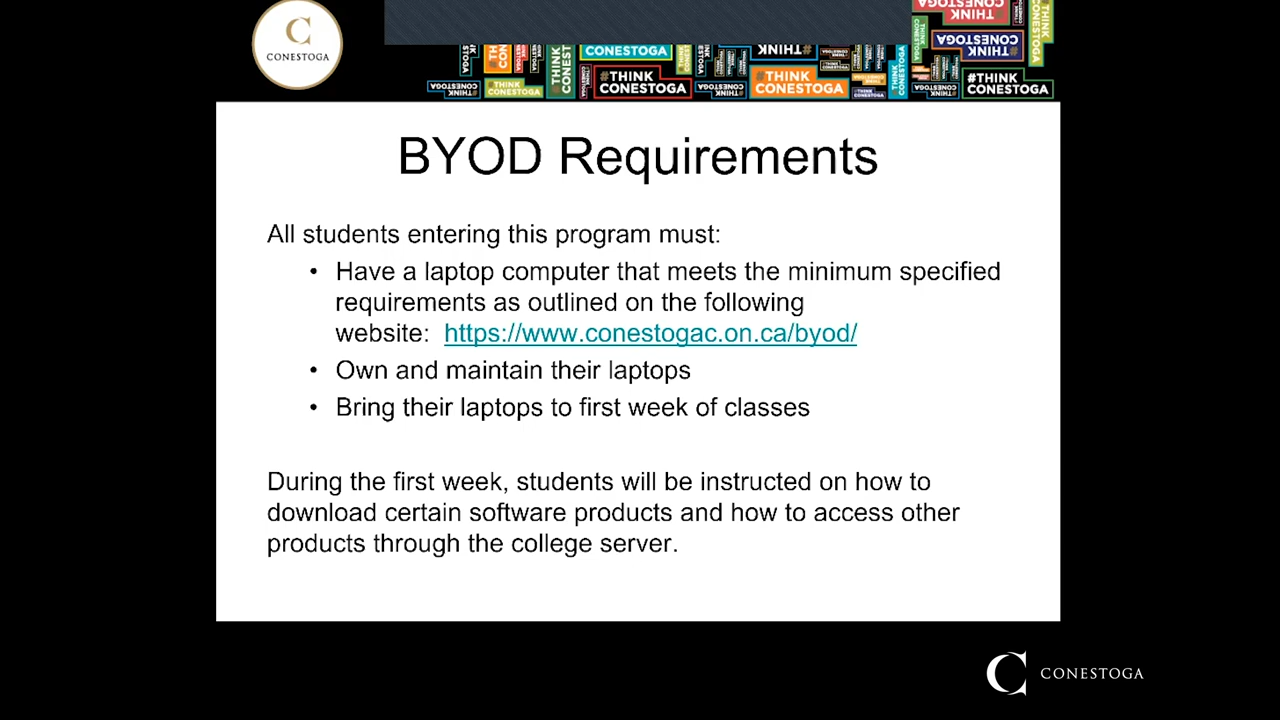 C
CONESTOGA
#THINK
CONESTOGA
THINK
CONESTOGA
#THINK
CONESTOGA
#THINK
CONESTOGA
BYOD Requirements
All students entering this program must:
• Have a laptop computer that meets the minimum specified
requirements as outlined on the following
website: https://www.conestogac.on.ca/byod/
• Own and maintain their laptops
• Bring their laptops to first week of classes
During the first week, students will be instructed on how to
download certain software products and how to access other
products through the college server.
C CONESTOGA